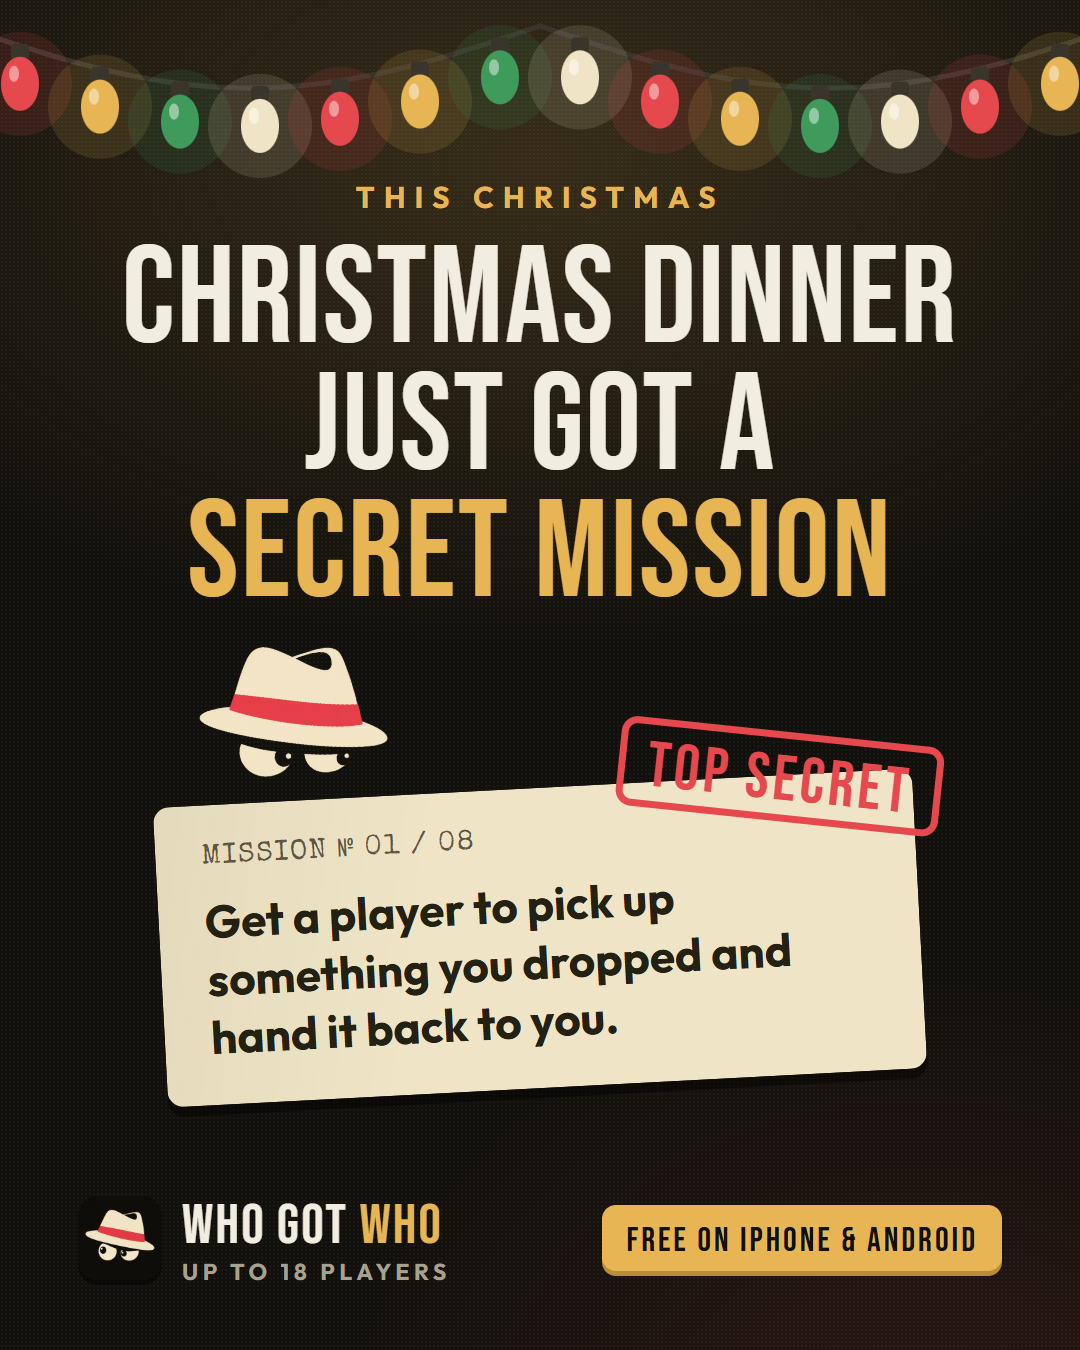 THIS CHRISTMAS
CHRISTMAS DINNER
JUST GOT A
SECRET MISSION
TOP SECRET
MISSION № 01 / 08
Get a player to pick up
something you dropped and
hand it back to you.
WHO GOT WHO
UP TO 18 PLAYERS
FREE ON IPHONE & ANDROID